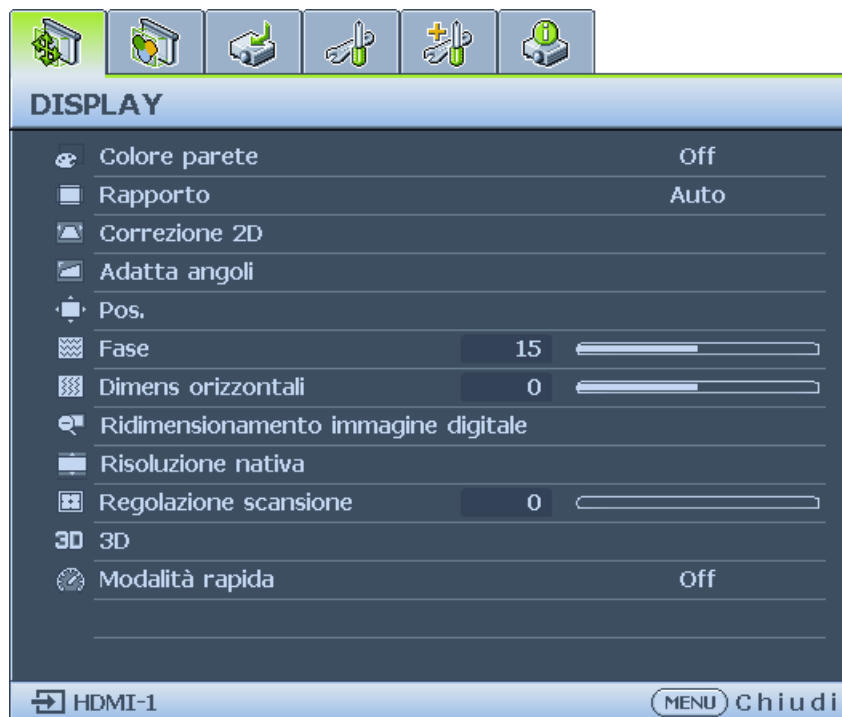 DISPLAY
Colore parete Off
Rapporto Auto
Correzione 2D
Adatta angoli
Pos.
Fase 15
Dimens orizzontali 0
Ridimensionamento immagine digitale
Risoluzione nativa
Regolazione scansione 0
3D 3D
Modalità rapida Off
HDMI-1 MENU Chiudi